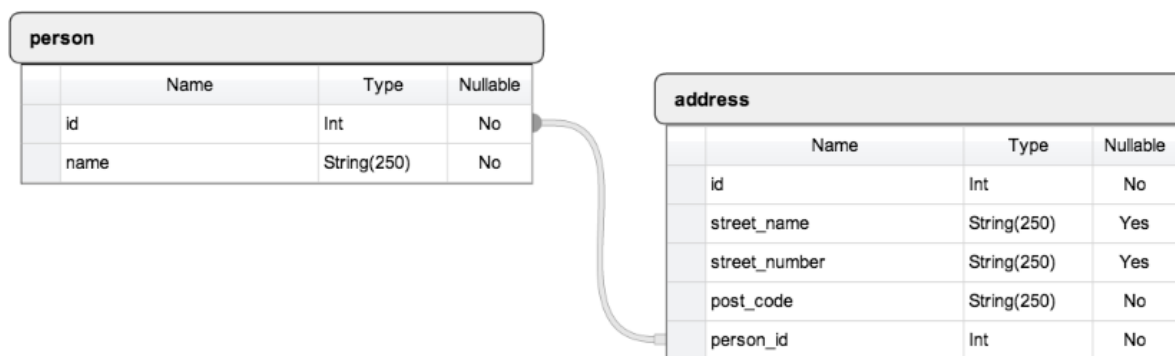 person
Name Type Nullable
id Int No
name String(250) No
address
Name Type Nullable
id Int No
street_name String(250) Yes
street_number String(250) Yes
post_code String(250) No
person_id Int No